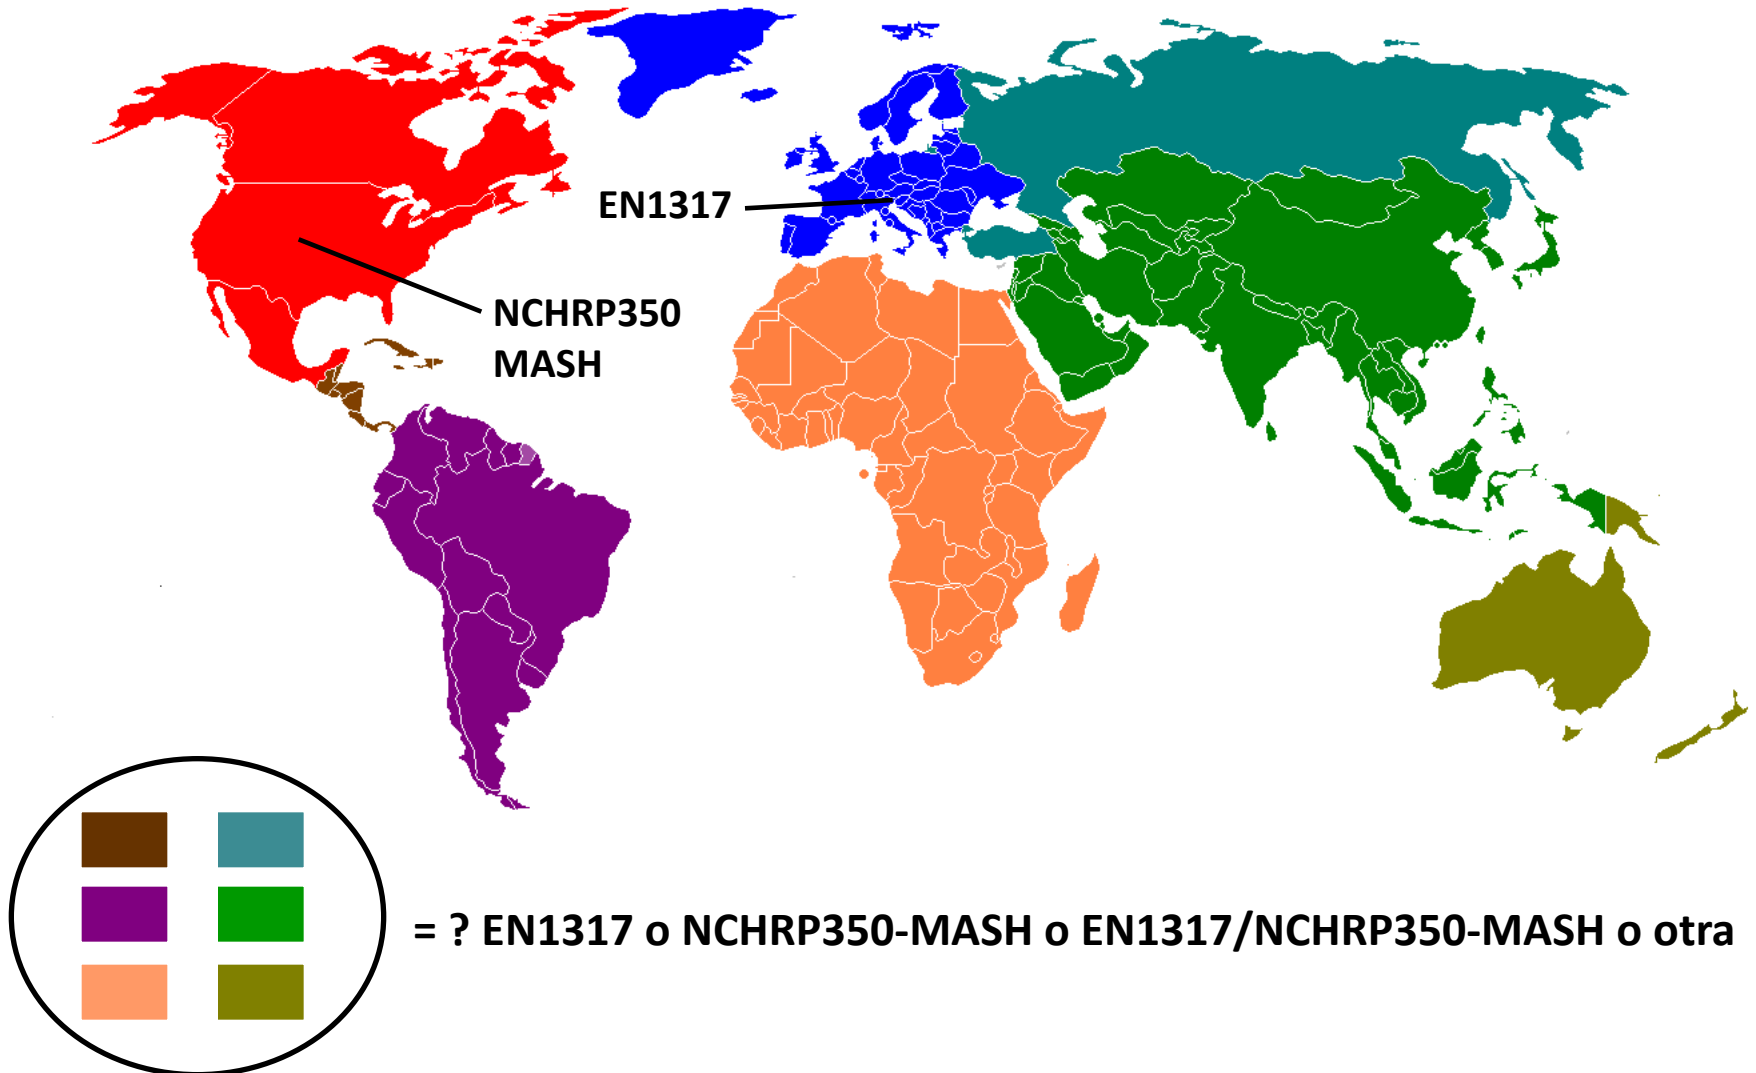 EN1317
NCHRP350
MASH
= ? EN1317 o NCHRP350-MASH o EN1317/NCHRP350-MASH o otra